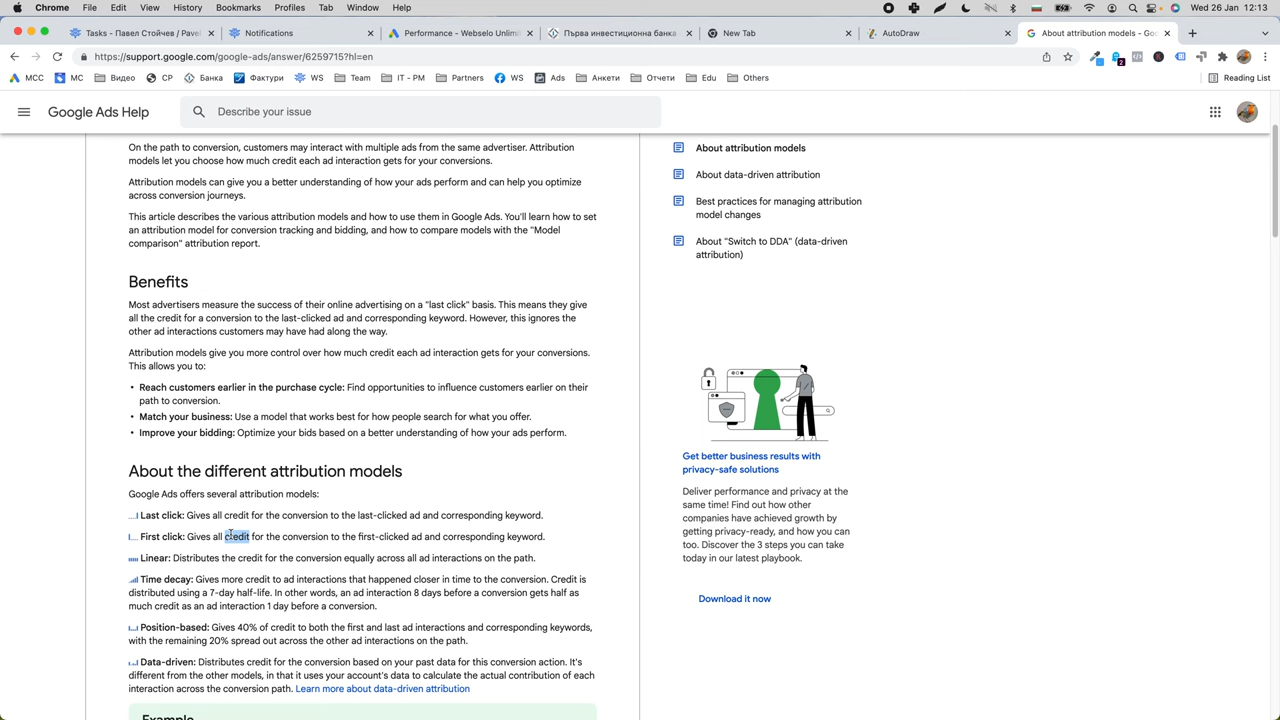 Chrome File Edit View History Bookmarks Profiles Tab Window Help Wed 26 Jan 12:13
Tasks - Павел Стойчев / Pavel Notifications Performance - Webselo Unlimited Първа инвестиционна банка New Tab AutoDraw About attribution models - Goo
https://support.google.com/google-ads/answer/6259715?hl=en
МСС МС Видео СР Банка Фактури WS Team IT - PM Partners WS Ads Анкети Отчети Edu Others Reading List
2
Google Ads Help Describe your issue
On the path to conversion, customers may interact with multiple ads from the same advertiser. Attribution
models let you choose how much credit each ad interaction gets for your conversions.
Attribution models can give you a better understanding of how your ads perform and can help you optimize
across conversion journeys.
This article describes the various attribution models and how to use them in Google Ads. You'll learn how to set
an attribution model for conversion tracking and bidding, and how to compare models with the "Model
comparison" attribution report.
Benefits
Most advertisers measure the success of their online advertising on a "last click" basis. This means they give
all the credit for a conversion to the last-clicked ad and corresponding keyword. However, this ignores the
other ad interactions customers may have had along the way.
Attribution models give you more control over how much credit each ad interaction gets for your conversions.
This allows you to:
• Reach customers earlier in the purchase cycle: Find opportunities to influence customers earlier on their
path to conversion.
• Match your business: Use a model that works best for how people search for what you offer.
• Improve your bidding: Optimize your bids based on a better understanding of how your ads perform.
About the different attribution models
Google Ads offers several attribution models:
Last click: Gives all credit for the conversion to the last-clicked ad and corresponding keyword.
First click: Gives all credit for the conversion to the first-clicked ad and corresponding keyword.
Linear: Distributes the credit for the conversion equally across all ad interactions on the path.
Time decay: Gives more credit to ad interactions that happened closer in time to the conversion. Credit is
distributed using a 7-day half-life. In other words, an ad interaction 8 days before a conversion gets half as
much credit as an ad interaction 1 day before a conversion.
Position-based: Gives 40% of credit to both the first and last ad interactions and corresponding keywords,
with the remaining 20% spread out across the other ad interactions on the path.
Data-driven: Distributes credit for the conversion based on your past data for this conversion action. It's
different from the other models, in that it uses your account's data to calculate the actual contribution of each
interaction across the conversion path. Learn more about data-driven attribution
Example
About attribution models
About data-driven attribution
Best practices for managing attribution
model changes
About "Switch to DDA" (data-driven
attribution)
Get better business results with
privacy-safe solutions
Deliver performance and privacy at the
same time! Find out how other
companies have achieved growth by
getting privacy-ready, and how you can
too. Discover the 3 steps you can take
today in our latest playbook.
Download it now